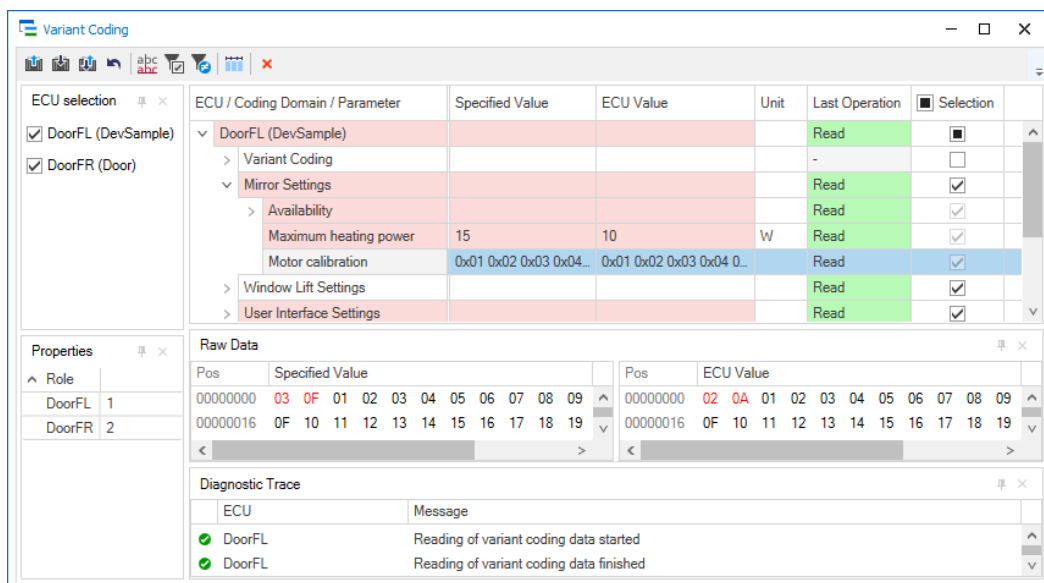 Variant Coding
abc
abc
ECU selection
DoorFL (DevSample)
DoorFR (Door)
ECU / Coding Domain / Parameter Specified Value ECU Value Unit Last Operation Selection
DoorFL (DevSample) Read
Variant Coding -
Mirror Settings Read
Availability Read
Maximum heating power 15 10 W Read
Motor calibration 0x01 0x02 0x03 0x04... 0x01 0x02 0x03 0x04 0... Read
Window Lift Settings Read
User Interface Settings Read
Properties
Role
DoorFL 1
DoorFR 2
Raw Data
Pos Specified Value
00000000 03 0F 01 02 03 04 05 06 07 08 09
00000016 0F 10 11 12 13 14 15 16 17 18 19
Pos ECU Value
00000000 02 0A 01 02 03 04 05 06 07 08 09
00000016 0F 10 11 12 13 14 15 16 17 18 19
Diagnostic Trace
ECU Message
DoorFL Reading of variant coding data started
DoorFL Reading of variant coding data finished